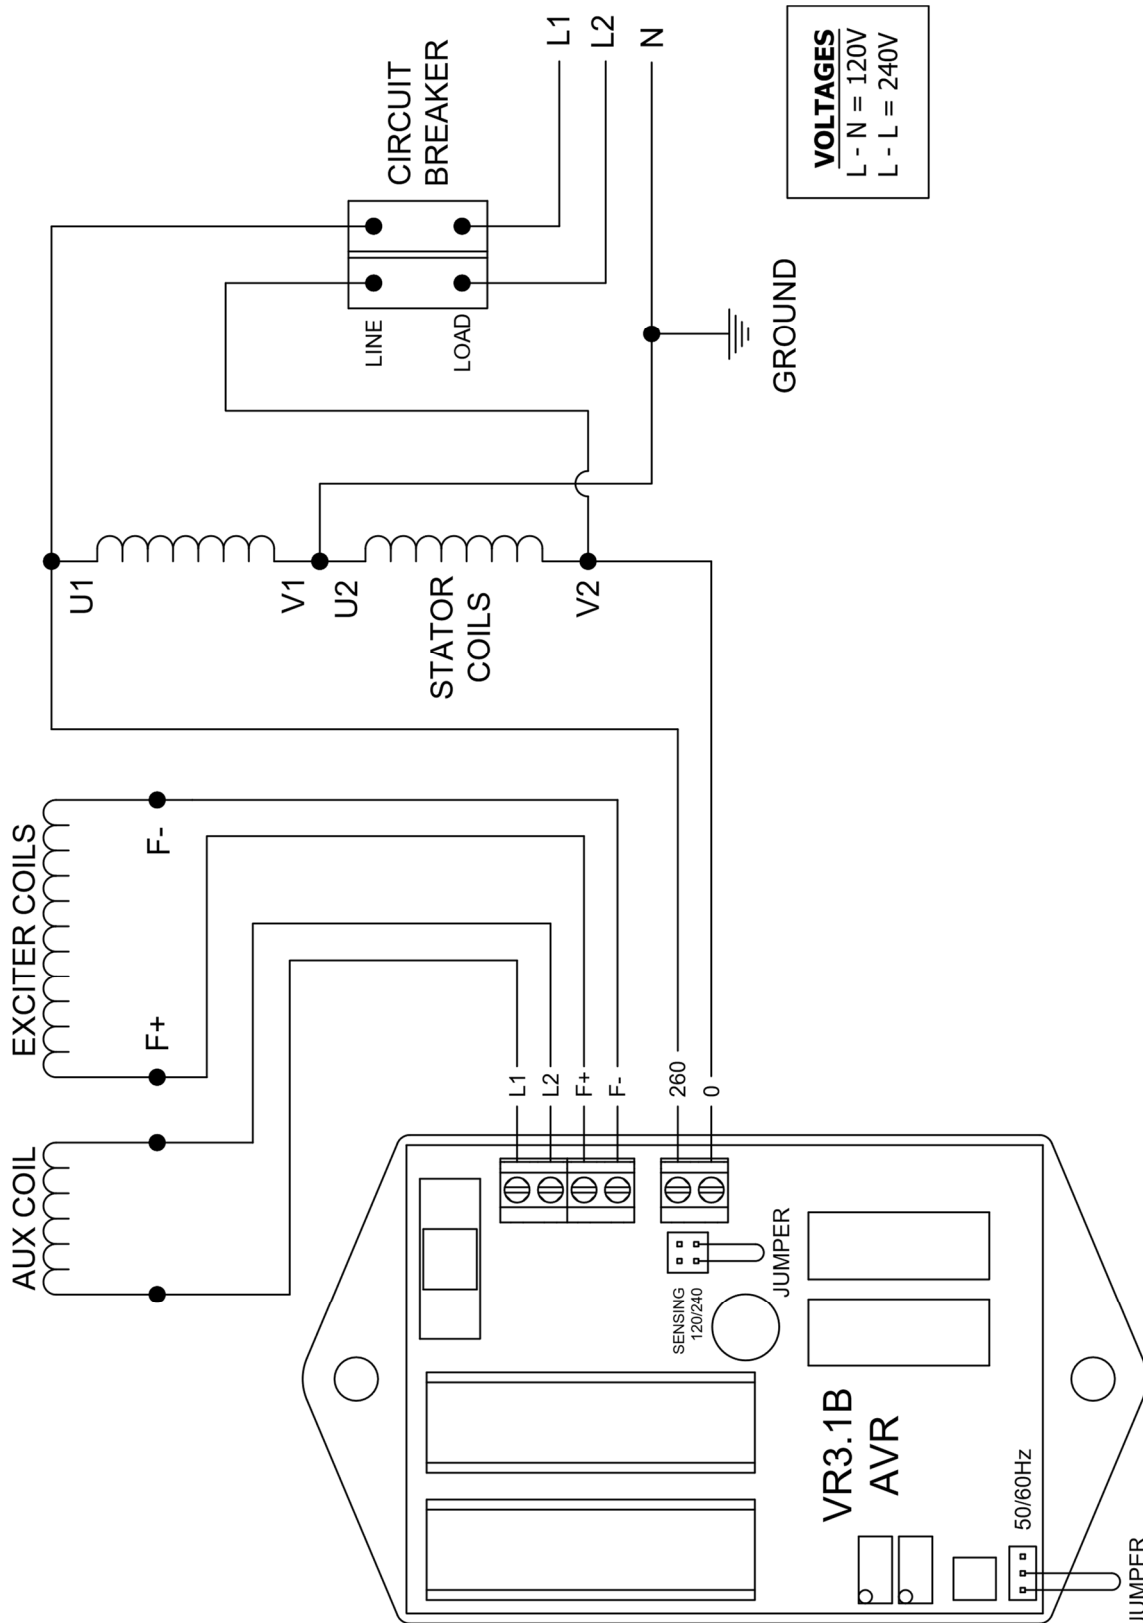 AUX COIL
EXCITER COILS
F+
F-
U1
V1
U2
V2
STATOR
COILS
CIRCUIT
BREAKER
LINE
LOAD
L1
L2
N
GROUND
VOLTAGES
L - N = 120V
L - L = 240V
L1
L2
F+
F-
260
0
SENSING
120/240
JUMPER
VR3.1B
AVR
50/60Hz
JUMPER